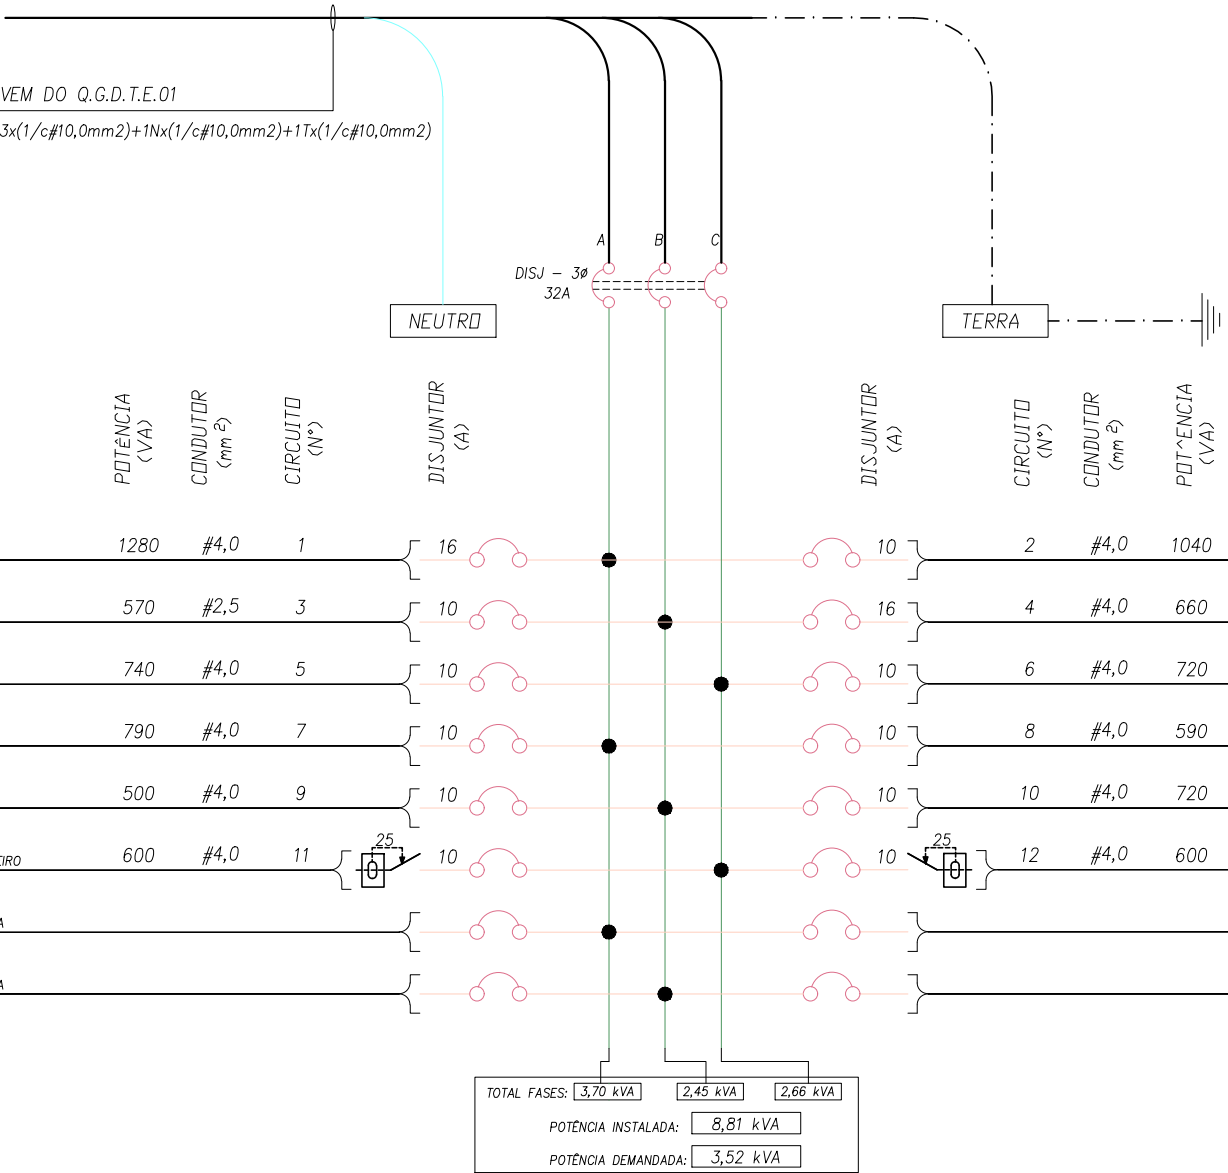 VEM DO Q.G.D.T.E.01
3x(1/c#10,0mm2)+1Nx(1/c#10,0mm2)+1Tx(1/c#10,0mm2)
A B C
DISJ - 3ø
32A
NEUTRO
TERRA
POTÊNCIA
(VA)
CONDUTOR
(mm²)
CIRCUITO
(N°)
DISJUNTOR
(A)
DISJUNTOR
(A)
CIRCUITO
(N°)
CONDUTOR
(mm²)
POT^ENCIA
(VA)
1280 #4,0 1 16 10 2 #4,0 1040
570 #2,5 3 10 16 4 #4,0 660
740 #4,0 5 10 10 6 #4,0 720
790 #4,0 7 10 10 8 #4,0 590
500 #4,0 9 10 10 10 #4,0 720
EIRO 600 #4,0 11 25 10 10 25 12 #4,0 600
A
A
TOTAL FASES: 3,70 kVA 2,45 kVA 2,66 kVA
POTÊNCIA INSTALADA: 8,81 kVA
POTÊNCIA DEMANDADA: 3,52 kVA